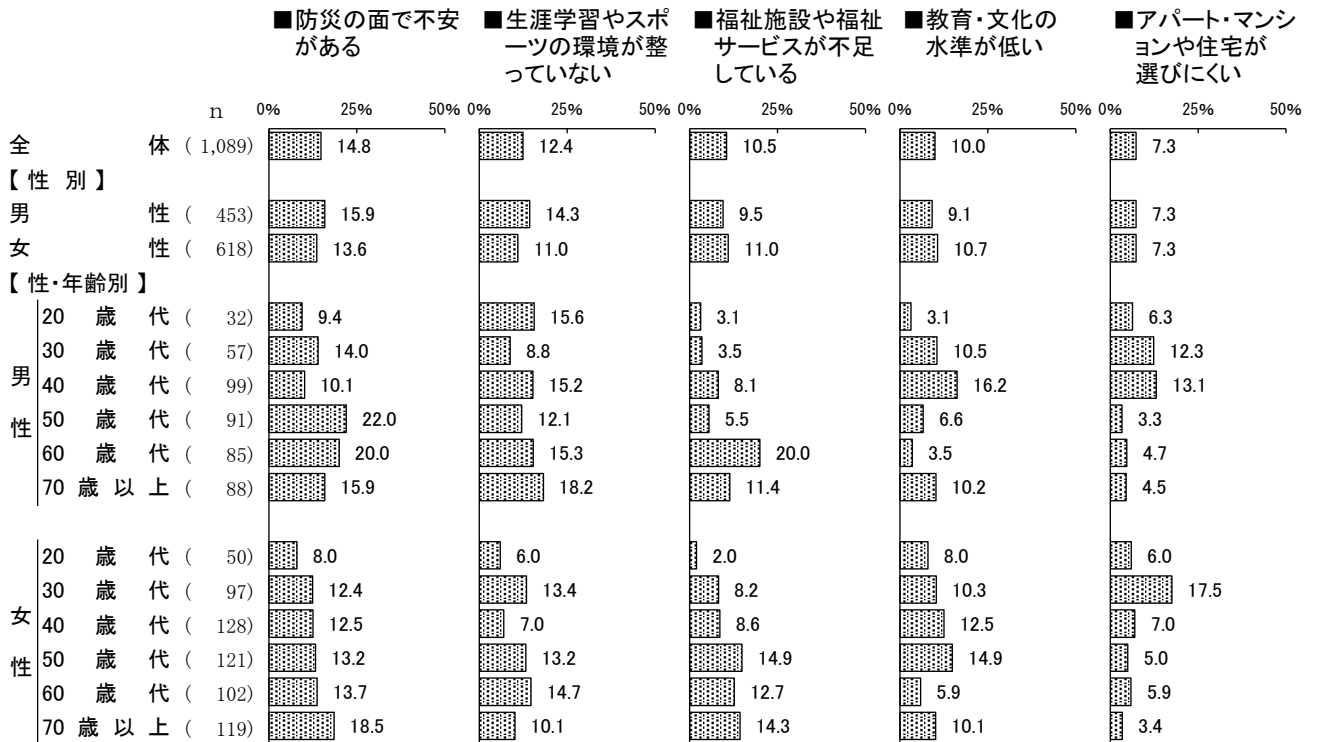 ■防災の面で不安
がある
■生涯学習やスポ
ーツの環境が整
っていない
■福祉施設や福祉
サービスが不足
している
■教育・文化の
水準が低い
■アパート・マンシ
ョンや住宅が
選びにくい
n 0% 25% 50% 0% 25% 50% 0% 25% 50% 0% 25% 50% 0% 25% 50%
全体 ( 1,089) 14.8 12.4 10.5 10.0 7.3
【 性 別 】
男性 ( 453) 15.9 14.3 9.5 9.1 7.3
女性 ( 618) 13.6 11.0 11.0 10.7 7.3
【 性・年齢別 】
男性
20 歳代 ( 32) 9.4 15.6 3.1 3.1 6.3
30 歳代 ( 57) 14.0 8.8 3.5 10.5 12.3
40 歳代 ( 99) 10.1 15.2 8.1 16.2 13.1
50 歳代 ( 91) 22.0 12.1 5.5 6.6 3.3
60 歳代 ( 85) 20.0 15.3 20.0 3.5 4.7
70 歳以上 ( 88) 15.9 18.2 11.4 10.2 4.5
女性
20 歳代 ( 50) 8.0 6.0 2.0 8.0 6.0
30 歳代 ( 97) 12.4 13.4 8.2 10.3 17.5
40 歳代 ( 128) 12.5 7.0 8.6 12.5 7.0
50 歳代 ( 121) 13.2 13.2 14.9 14.9 5.0
60 歳代 ( 102) 13.7 14.7 12.7 5.9 5.9
70 歳以上 ( 119) 18.5 10.1 14.3 10.1 3.4